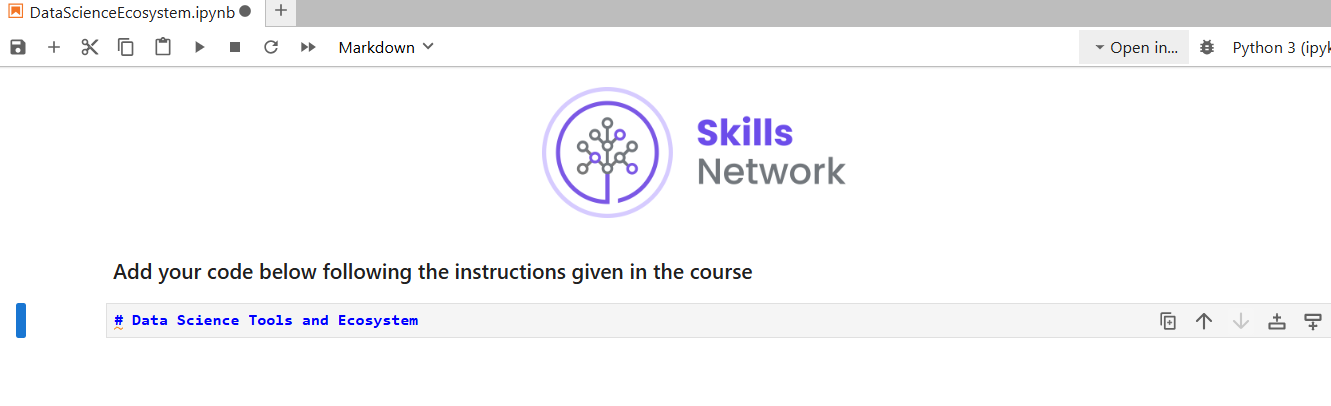 DataScienceEcosystem.ipynb
Markdown
Open in...
Python 3 (ipyk
Skills
Network
Add your code below following the instructions given in the course
# Data Science Tools and Ecosystem